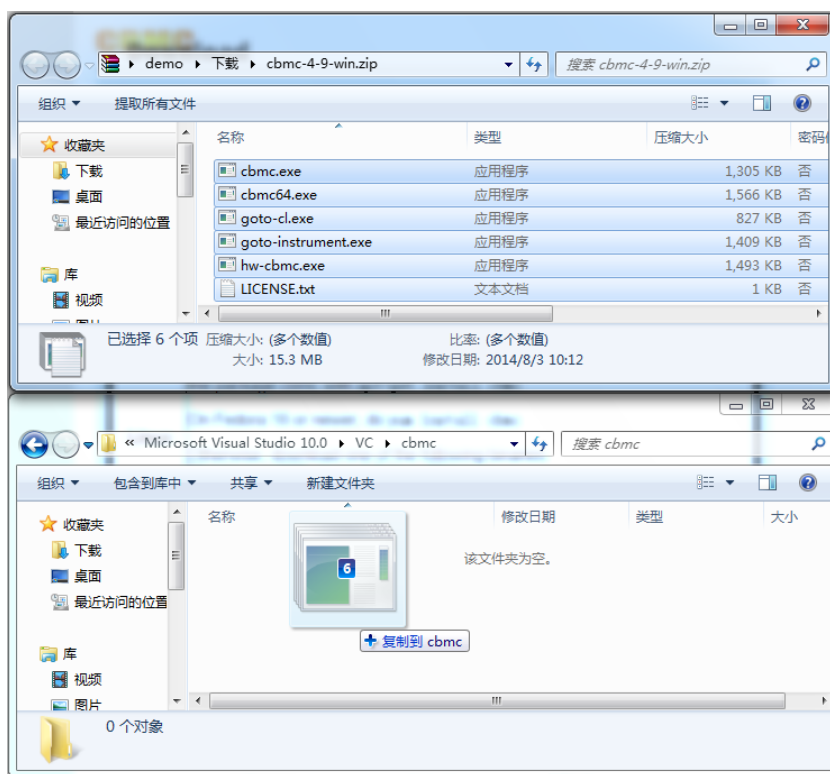 demo ▸ 下载 ▸ cbmc-4-9-win.zip 搜索 cbmc-4-9-win.zip
组织 提取所有文件
收藏夹
下载
桌面
最近访问的位置
库
视频
名称 类型 压缩大小
cbmc.exe 应用程序 1,305 KB 否
cbmc64.exe 应用程序 1,566 KB 否
goto-cl.exe 应用程序 827 KB 否
goto-instrument.exe 应用程序 1,409 KB 否
hw-cbmc.exe 应用程序 1,493 KB 否
LICENSE.txt 文本文档 1 KB 否
已选择 6 个项 压缩大小: (多个数值) 比率: (多个数值)
大小: 15.3 MB 修改日期: 2014/8/3 10:12
« Microsoft Visual Studio 10.0 ▸ VC ▸ cbmc 搜索 cbmc
组织 包含到库中 共享 新建文件夹
收藏夹
下载
桌面
最近访问的位置
库
视频
图片
名称 修改日期 类型 大小
该文件夹为空。
6
复制到 cbmc
0 个对象